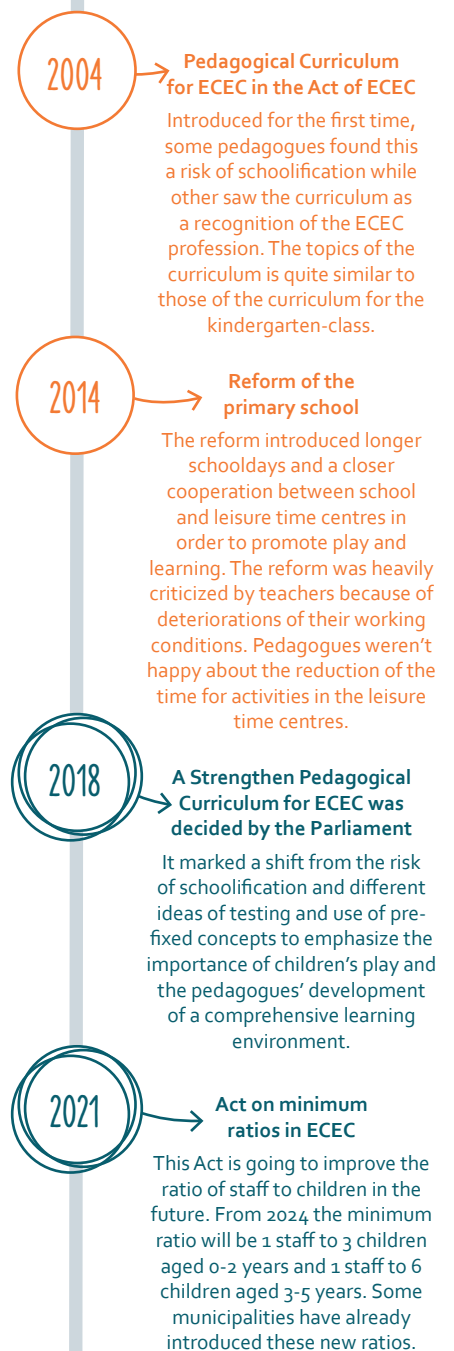 2004
Pedagogical Curriculum
for ECEC in the Act of ECEC
Introduced for the first time,
some pedagogues found this
a risk of schoolification while
other saw the curriculum as
a recognition of the ECEC
profession. The topics of the
curriculum is quite similar to
those of the curriculum for the
kindergarten-class.
2014
Reform of the
primary school
The reform introduced longer
schooldays and a closer
cooperation between school
and leisure time centres in
order to promote play and
learning. The reform was heavily
criticized by teachers because of
deteriorations of their working
conditions. Pedagogues weren't
happy about the reduction of the
time for activities in the leisure
time centres.
2018
A Strengthen Pedagogical
Curriculum for ECEC was
decided by the Parliament
It marked a shift from the risk
of schoolification and different
ideas of testing and use of pre-
fixed concepts to emphasize the
importance of children's play and
the pedagogues' development
of a comprehensive learning
environment.
2021
Act on minimum
ratios in ECEC
This Act is going to improve the
ratio of staff to children in the
future. From 2024 the minimum
ratio will be 1 staff to 3 children
aged 0-2 years and 1 staff to 6
children aged 3-5 years. Some
municipalities have already
introduced these new ratios.